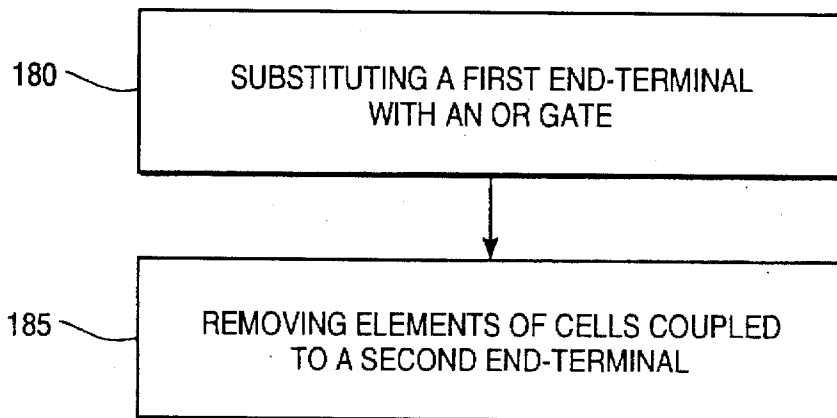 180
SUBSTITUTING A FIRST END-TERMINAL
WITH AN OR GATE
185
REMOVING ELEMENTS OF CELLS COUPLED
TO A SECOND END-TERMINAL